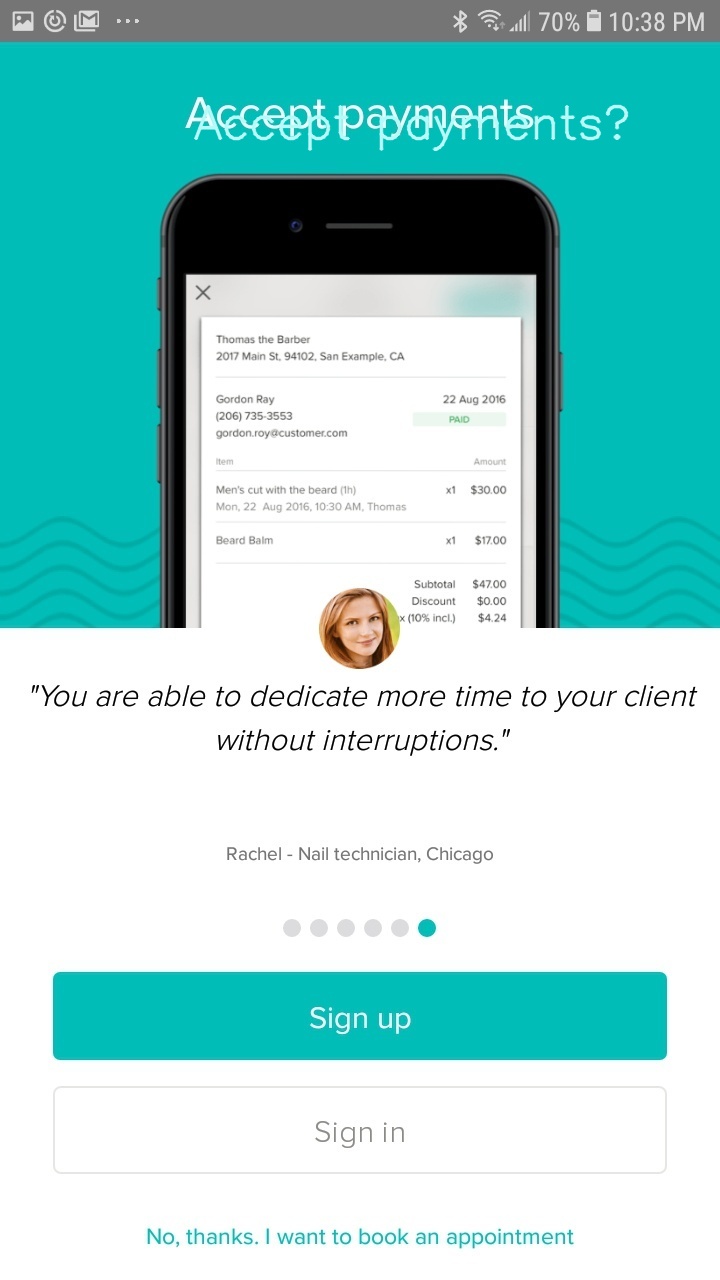 70% 10:38 PM
Accept payments
Accept payments?
Thomas the Barber
2017 Main St, 94102, San Example, CA
Gordon Ray 22 Aug 2016
(206) 735-3553 PAID
gordon.roy@customer.com
Item Amount
Men's cut with the beard (1h) x1 $30.00
Mon, 22 Aug 2016, 10:30 AM, Thomas
Beard Balm x1 $17.00
Subtotal $47.00
Discount $0.00
x (10% incl.) $4.24
"You are able to dedicate more time to your client
without interruptions."
Rachel - Nail technician, Chicago
Sign up
Sign in
No, thanks. I want to book an appointment